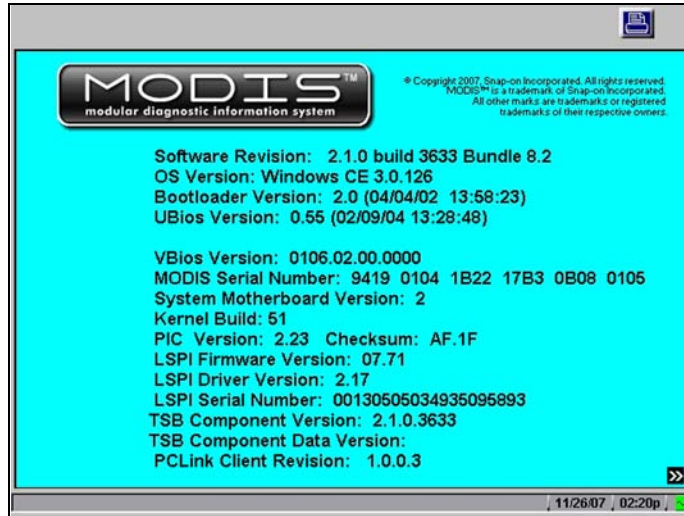 MODIS™
modular diagnostic information system
© Copyright 2007, Snap-on Incorporated. All rights reserved.
MODIS™ is a trademark of Snap-on Incorporated.
All other marks are trademarks or registered
trademarks of their respective owners.
Software Revision: 2.1.0 build 3633 Bundle 8.2
OS Version: Windows CE 3.0.126
Bootloader Version: 2.0 (04/04/02 13:58:23)
UBios Version: 0.55 (02/09/04 13:28:48)
VBios Version: 0106.02.00.0000
MODIS Serial Number: 9419 0104 1B22 17B3 0B08 0105
System Motherboard Version: 2
Kernel Build: 51
PIC Version: 2.23 Checksum: AF.1F
LSPI Firmware Version: 07.71
LSPI Driver Version: 2.17
LSPI Serial Number: 00130505034935095893
TSB Component Version: 2.1.0.3633
TSB Component Data Version:
PCLink Client Revision: 1.0.0.3
11/26/07 02:20p